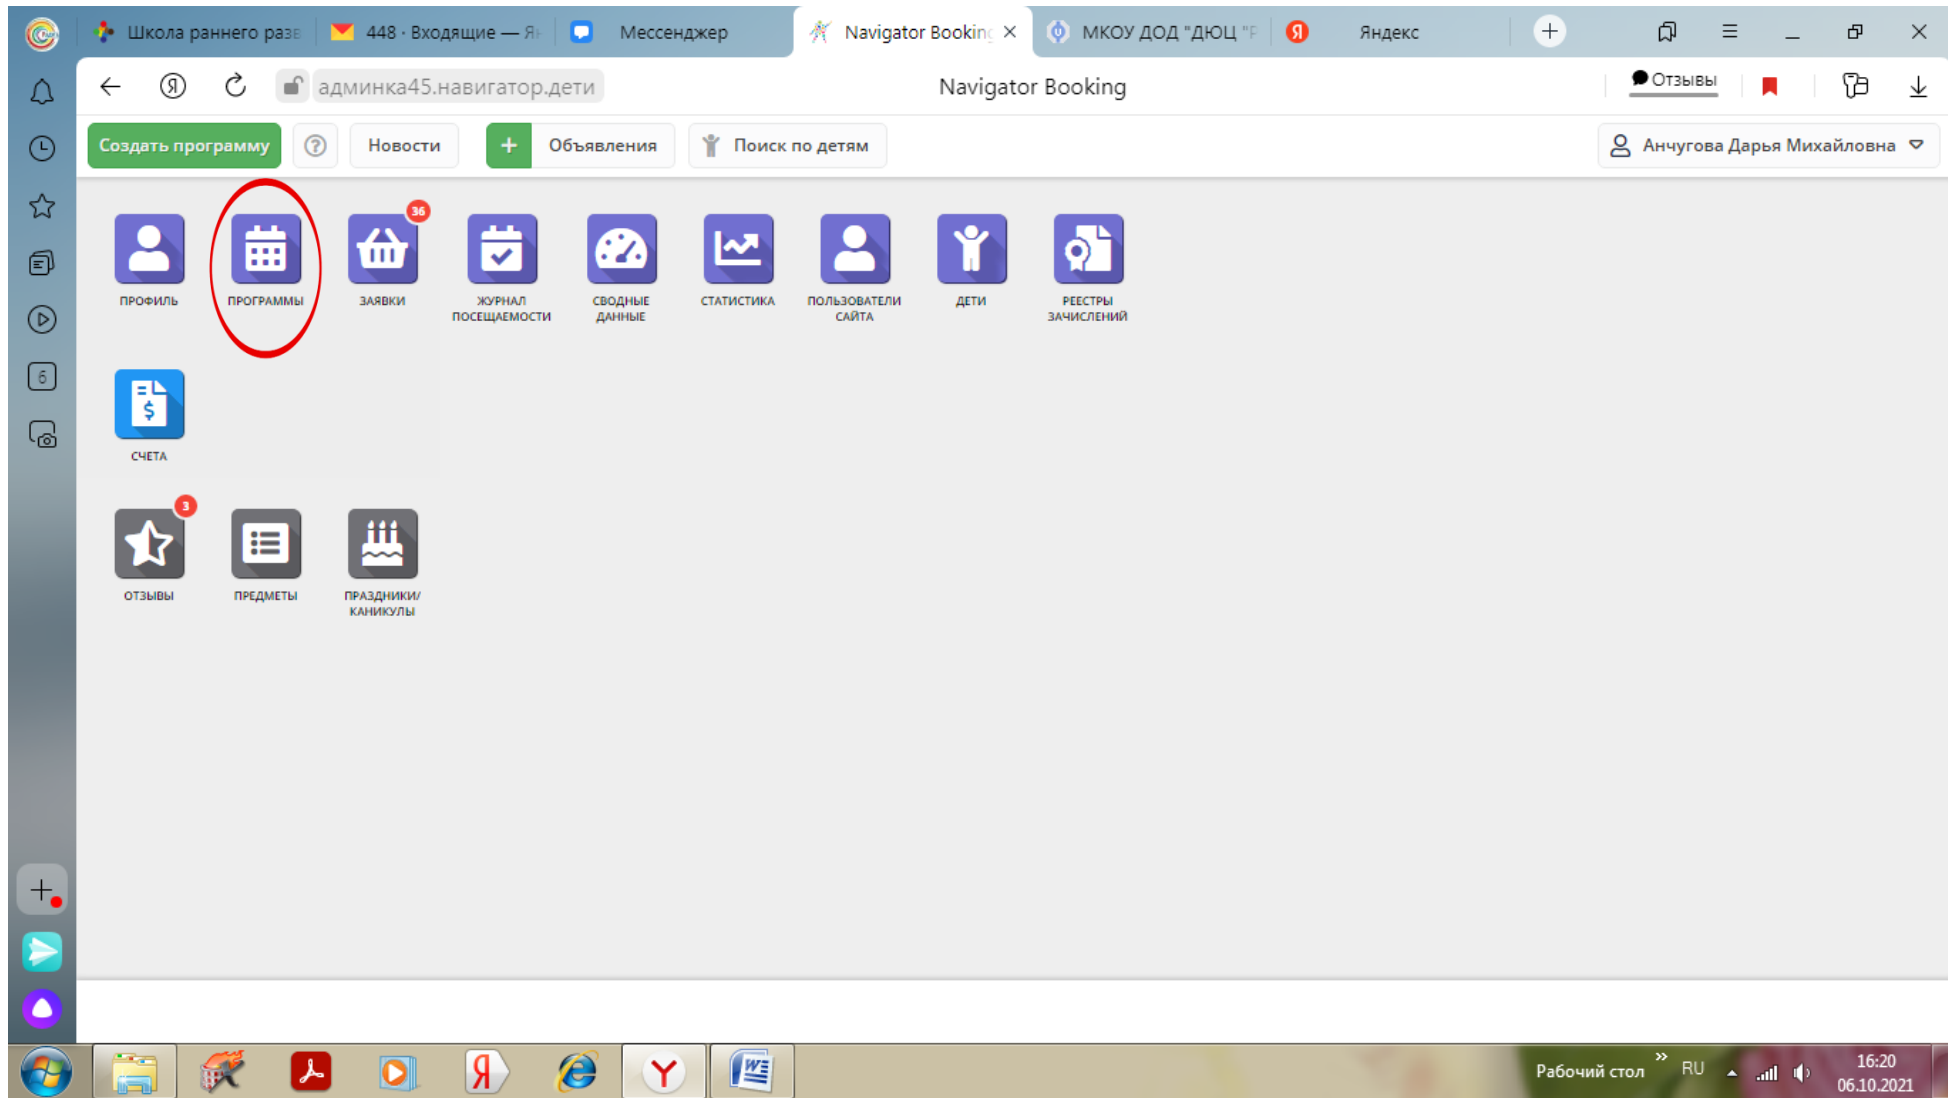 Школа раннего разв
448 · Входящие — Ян
Мессенджер
Navigator Booking
МКОУ ДОД "ДЮЦ "Р
Яндекс
админка45.навигатор.дети
Navigator Booking
Отзывы
Создать программу
Новости
+ Объявления
Поиск по детям
Анчугова Дарья Михайловна
36
ПРОФИЛЬ
ПРОГРАММЫ
ЗАЯВКИ
ЖУРНАЛ
ПОСЕЩАЕМОСТИ
СВОДНЫЕ
ДАННЫЕ
СТАТИСТИКА
ПОЛЬЗОВАТЕЛИ
САЙТА
ДЕТИ
РЕЕСТРЫ
ЗАЧИСЛЕНИЙ
6
СЧЕТА
3
ОТЗЫВЫ
ПРЕДМЕТЫ
ПРАЗДНИКИ/
КАНИКУЛЫ
Рабочий стол
RU
16:20
06.10.2021